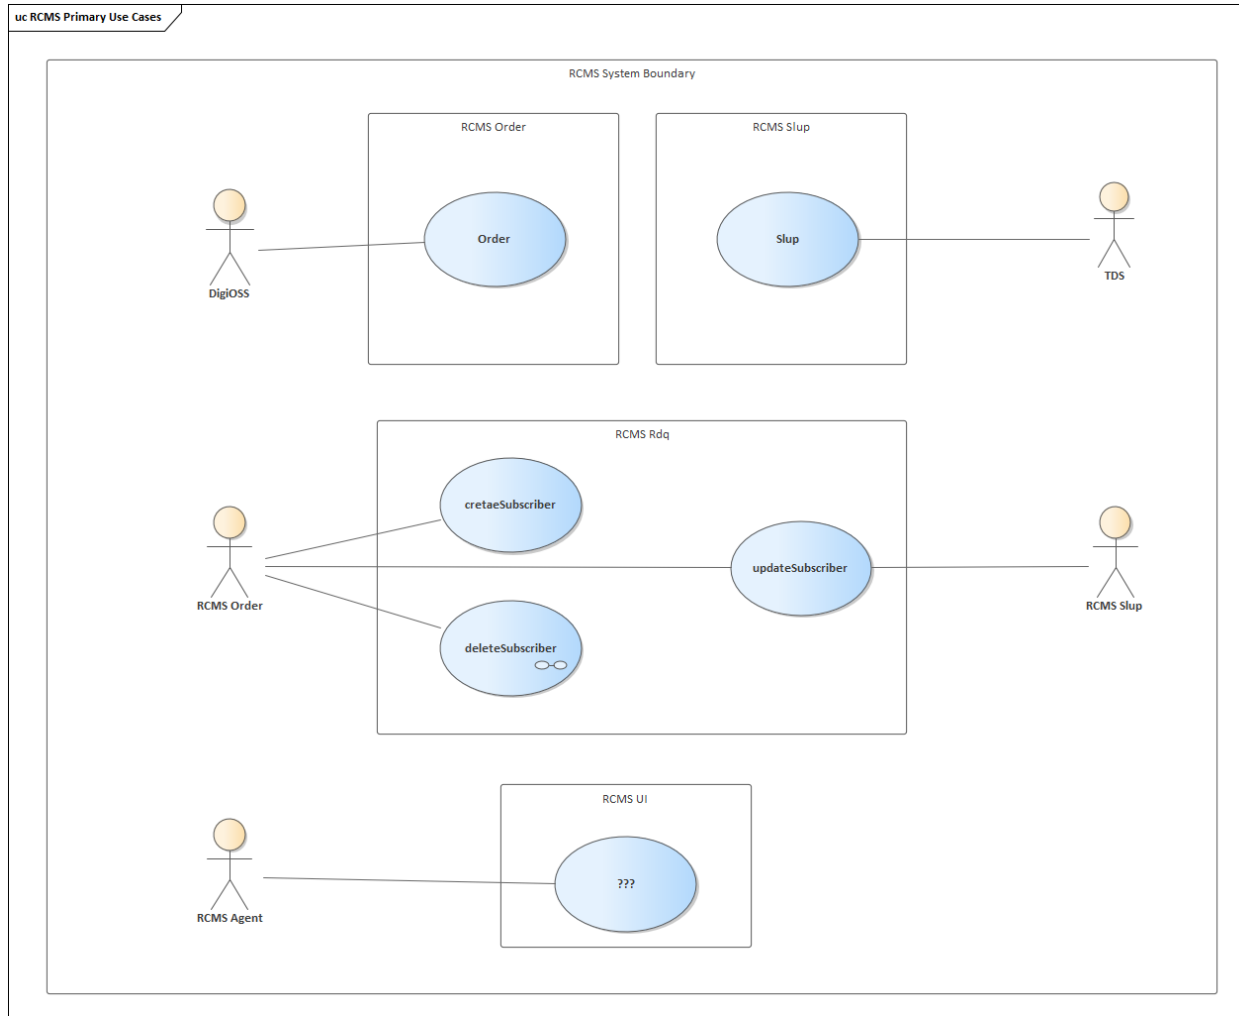 uc RCMS Primary Use Cases
RCMS System Boundary
RCMS Order
RCMS Slup
Order
Slup
DigiOSS
TDS
RCMS Rdq
cretaeSubscriber
updateSubscriber
RCMS Order
RCMS Slup
deleteSubscriber
RCMS UI
???
RCMS Agent